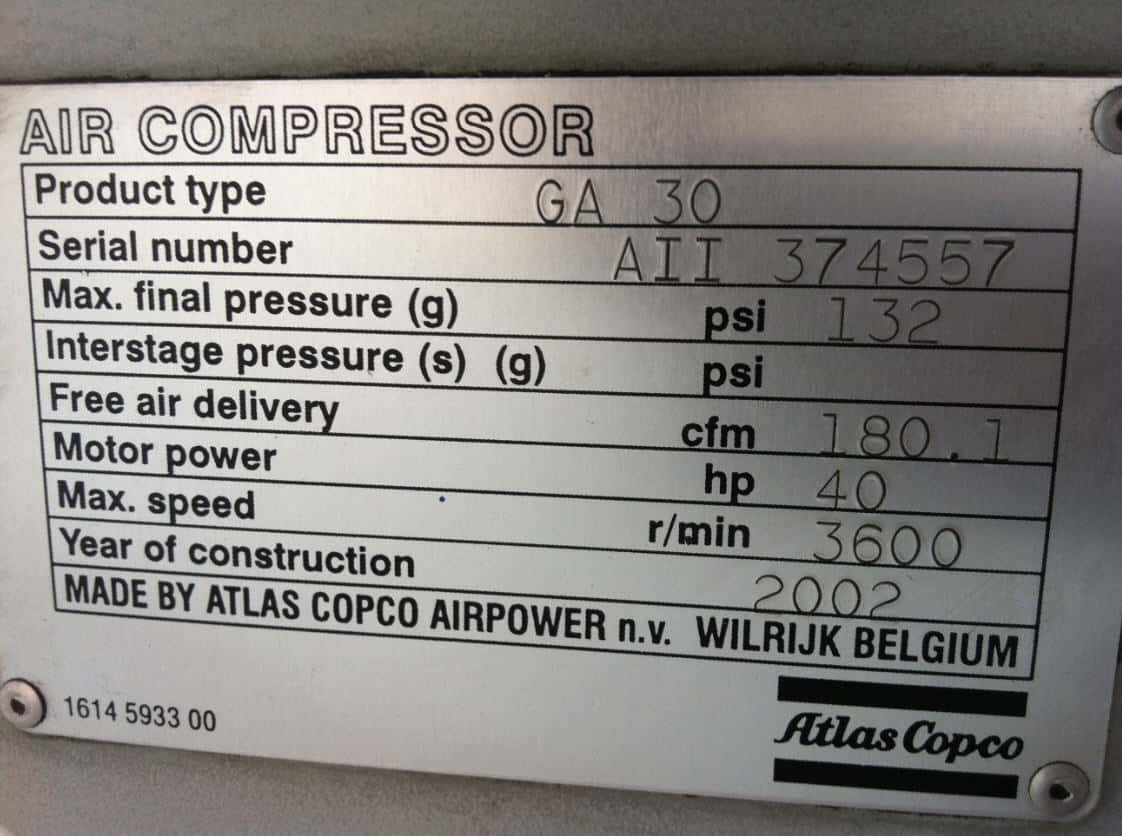 AIR COMPRESSOR
Product type GA 30
Serial number AII 374557
Max. final pressure (g) psi 132
Interstage pressure (s) (g) psi
Free air delivery cfm 180.1
Motor power hp 40
Max. speed r/min 3600
Year of construction 2002
MADE BY ATLAS COPCO AIRPOWER n.v. WILRIJK BELGIUM
1614 5933 00
Atlas Copco